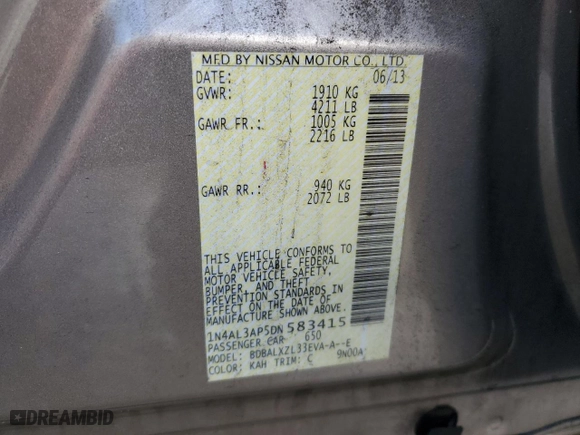 MFD BY NISSAN MOTOR CO., LTD.
DATE: 06/13
GVWR: 1910 KG
4211 LB
GAWR FR.: 1005 KG
2216 LB
GAWR RR.: 940 KG
2072 LB
THIS VEHICLE CONFORMS TO
ALL APPLICABLE FEDERAL
MOTOR VEHICLE SAFETY,
BUMPER, AND THEFT
PREVENTION STANDARDS IN
EFFECT ON THE DATE OF
MANUFACTURE SHOWN ABOVE.
1N4AL3AP5DN583415
PASSENGER CAR 650
MODEL: BDBALXZL33EVA-A--E
COLOR: KAH TRIM: C 9N00A
DREAMBID